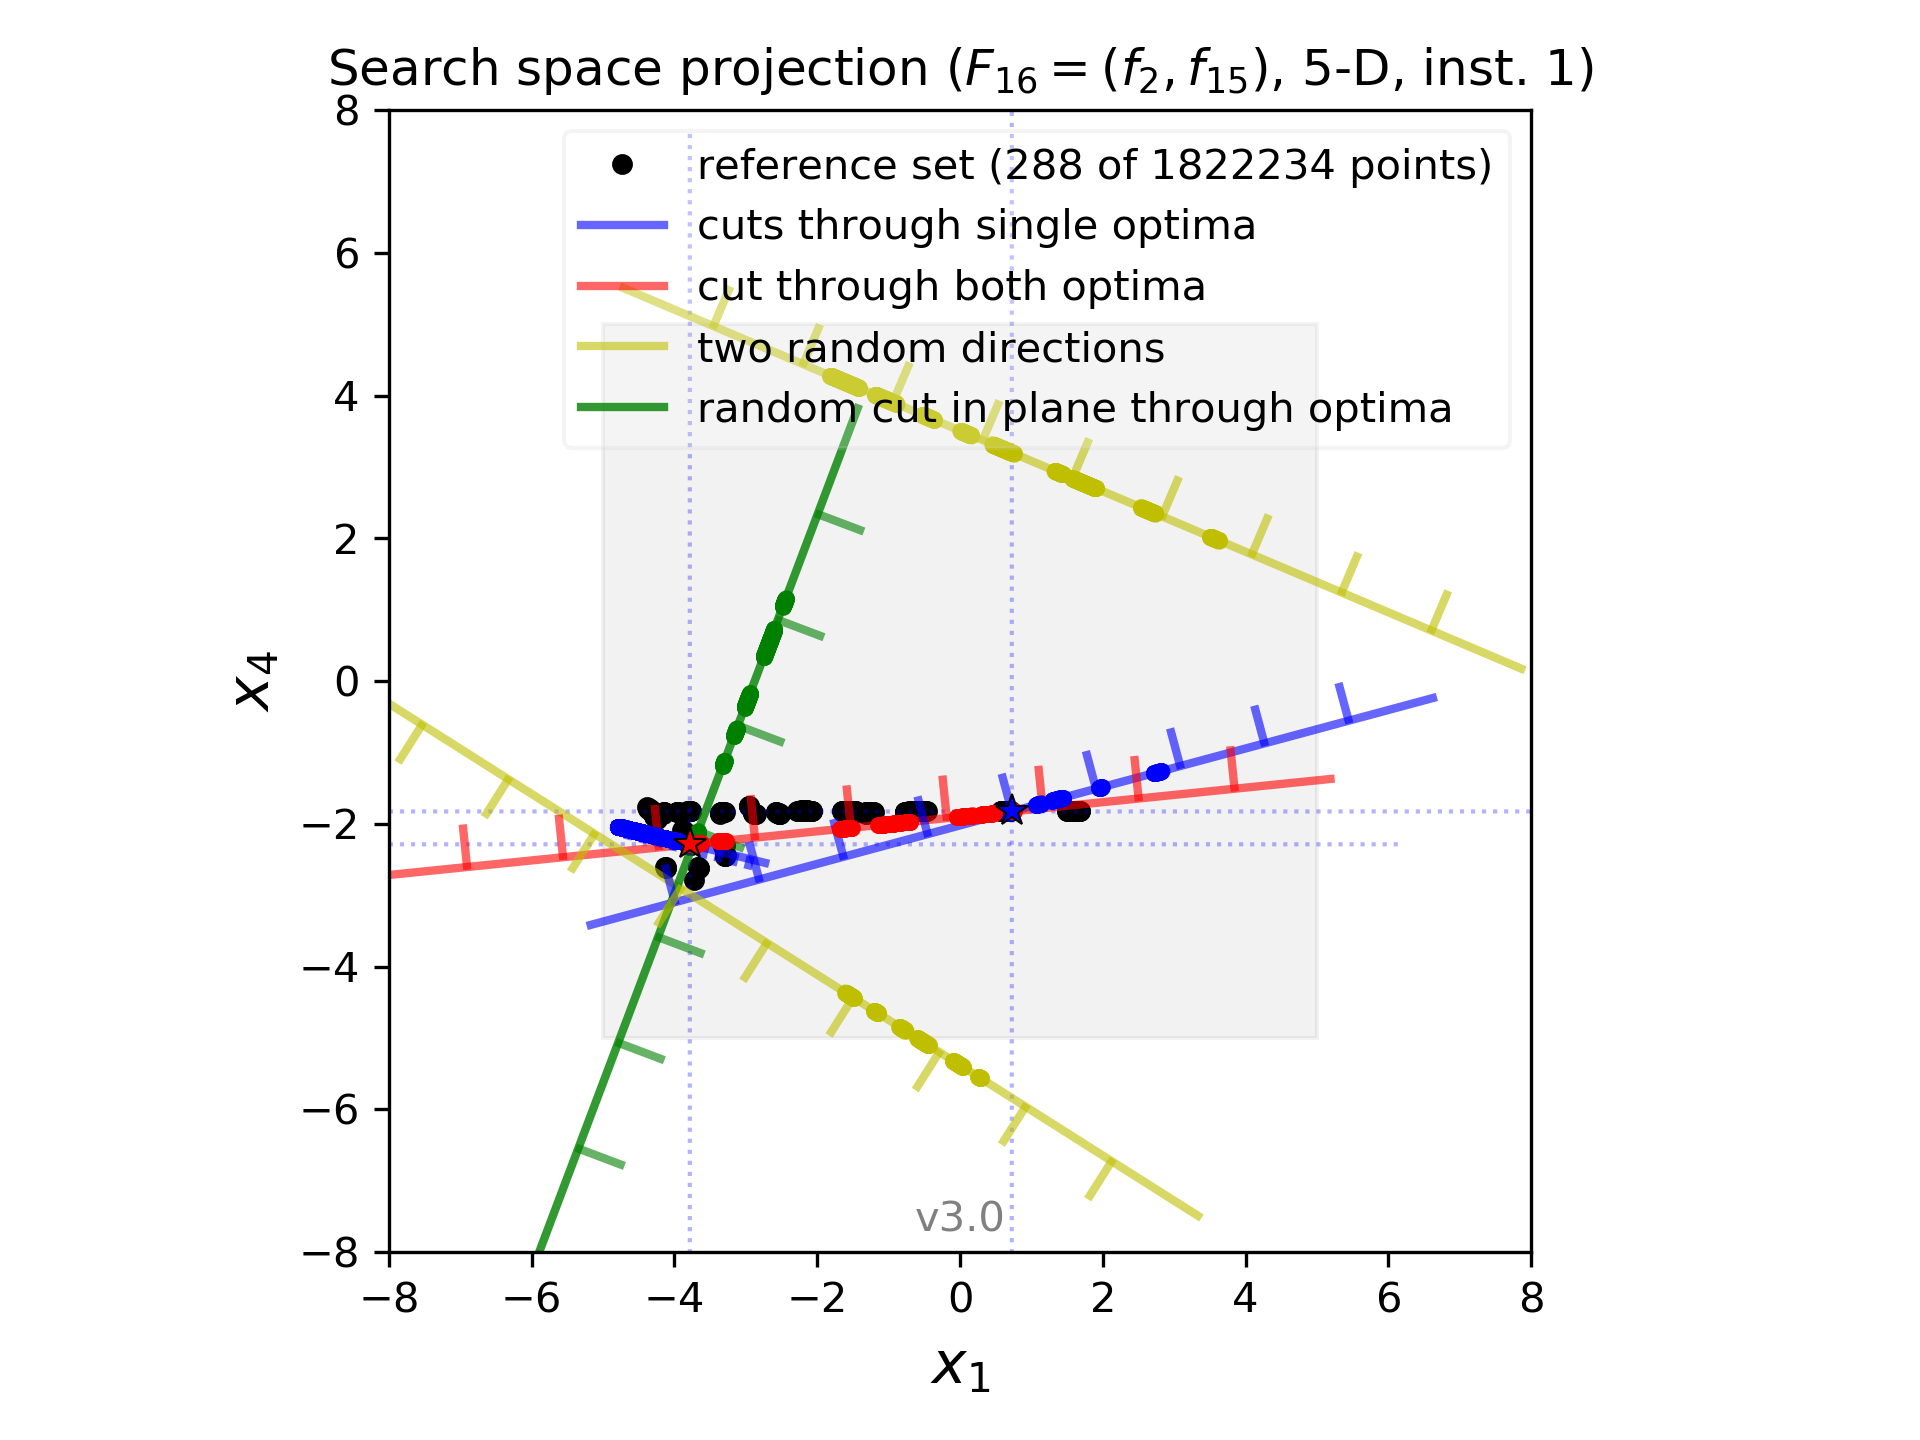 Search space projection (F₁₆ = (f₂, f₁₅), 5-D, inst. 1)
reference set (288 of 1822234 points)
cuts through single optima
cut through both optima
two random directions
random cut in plane through optima
8
6
4
2
0
−2
−4
−6
−8
x₄
v3.0
−8 −6 −4 −2 0 2 4 6 8
x₁